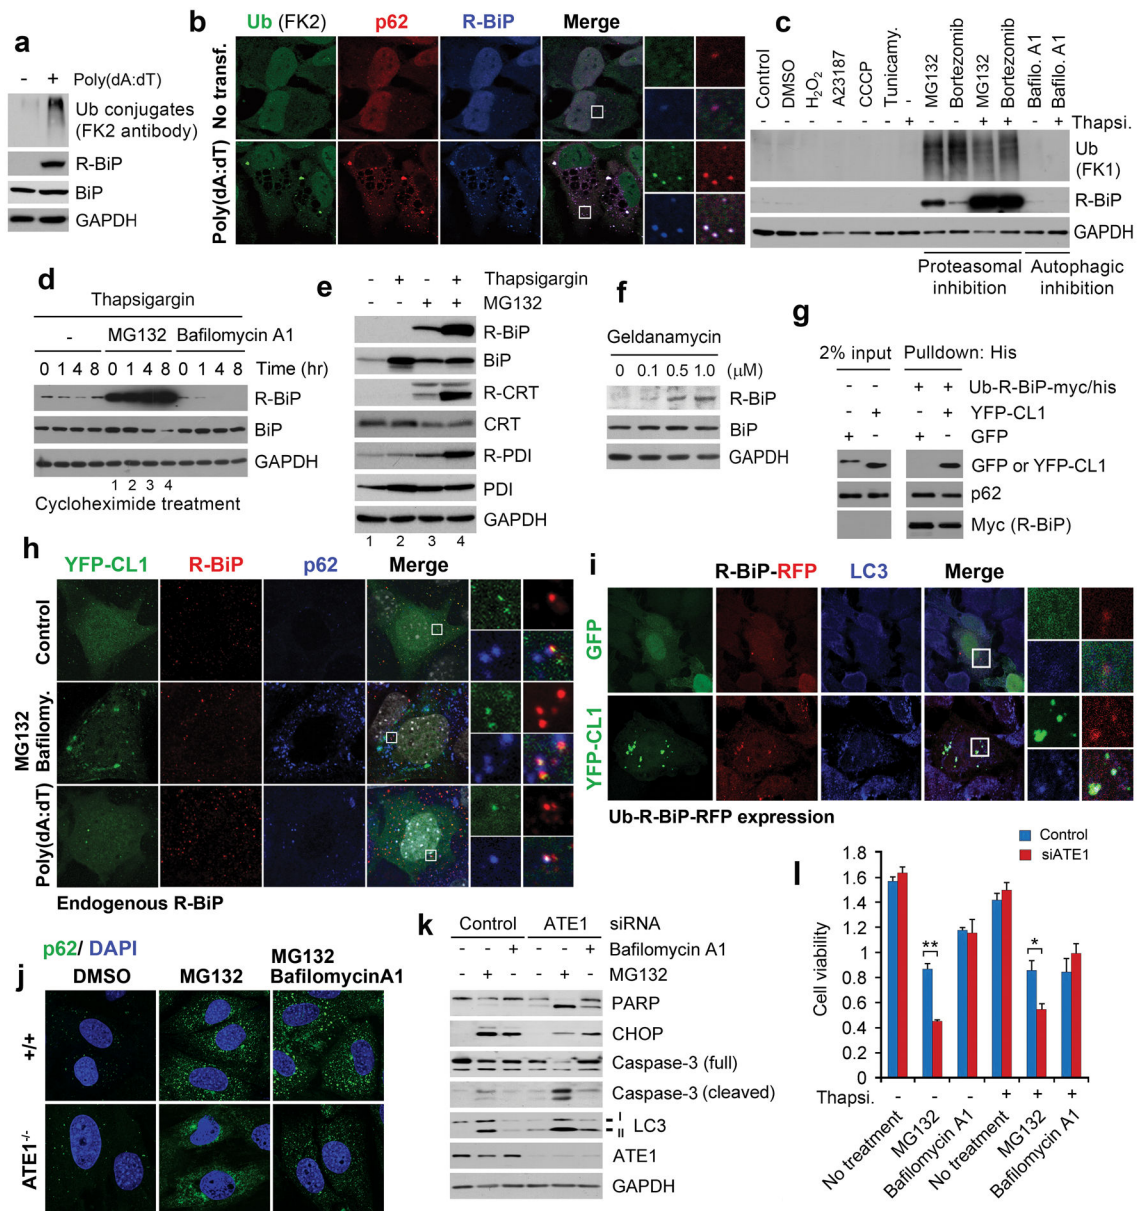 a
- + Poly(dA:dT)
Ub conjugates
(FK2 antibody)
R-BiP
BiP
GAPDH
b
Ub (FK2) p62 R-BiP Merge
No transf.
Poly(dA:dT)
c
Control
DMSO
H2O2
A23187
CCCP
Tunicamy.
-
MG132
Bortezomib
MG132
Bortezomib
Bafilo. A1
Bafilo. A1
- - - - - - + - - + + - + Thapsi.
Ub
(FK1)
R-BiP
GAPDH
Proteasomal
inhibition
Autophagic
inhibition
d
Thapsigargin
- MG132 Bafilomycin A1
0 1 4 8 0 1 4 8 0 1 4 8 Time (hr)
R-BiP
BiP
GAPDH
1 2 3 4
Cycloheximide treatment
e
- + - + Thapsigargin
- - + + MG132
R-BiP
BiP
R-CRT
CRT
R-PDI
PDI
GAPDH
1 2 3 4
f
Geldanamycin
0 0.1 0.5 1.0 (μM)
R-BiP
BiP
GAPDH
g
2% input Pulldown: His
- - + + Ub-R-BiP-myc/his
- + - + YFP-CL1
+ - + - GFP
GFP or YFP-CL1
p62
Myc (R-BiP)
h
YFP-CL1 R-BiP p62 Merge
Control
MG132
Bafilomy.
Poly(dA:dT)
Endogenous R-BiP
i
R-BiP-RFP LC3 Merge
GFP
YFP-CL1
Ub-R-BiP-RFP expression
j
p62/ DAPI
DMSO MG132 MG132
BafilomycinA1
+/+
ATE1-/-
k
Control ATE1 siRNA
- - + - - + Bafilomycin A1
- + - - + - MG132
PARP
CHOP
Caspase-3 (full)
Caspase-3 (cleaved)
I
LC3
II
ATE1
GAPDH
l
Control
siATE1
Cell viability
1.8
1.6
1.4
1.2
1
0.8
0.6
0.4
0.2
0
** *
Thapsi. - - - + + +
No treatment
MG132
Bafilomycin A1
No treatment
MG132
Bafilomycin A1